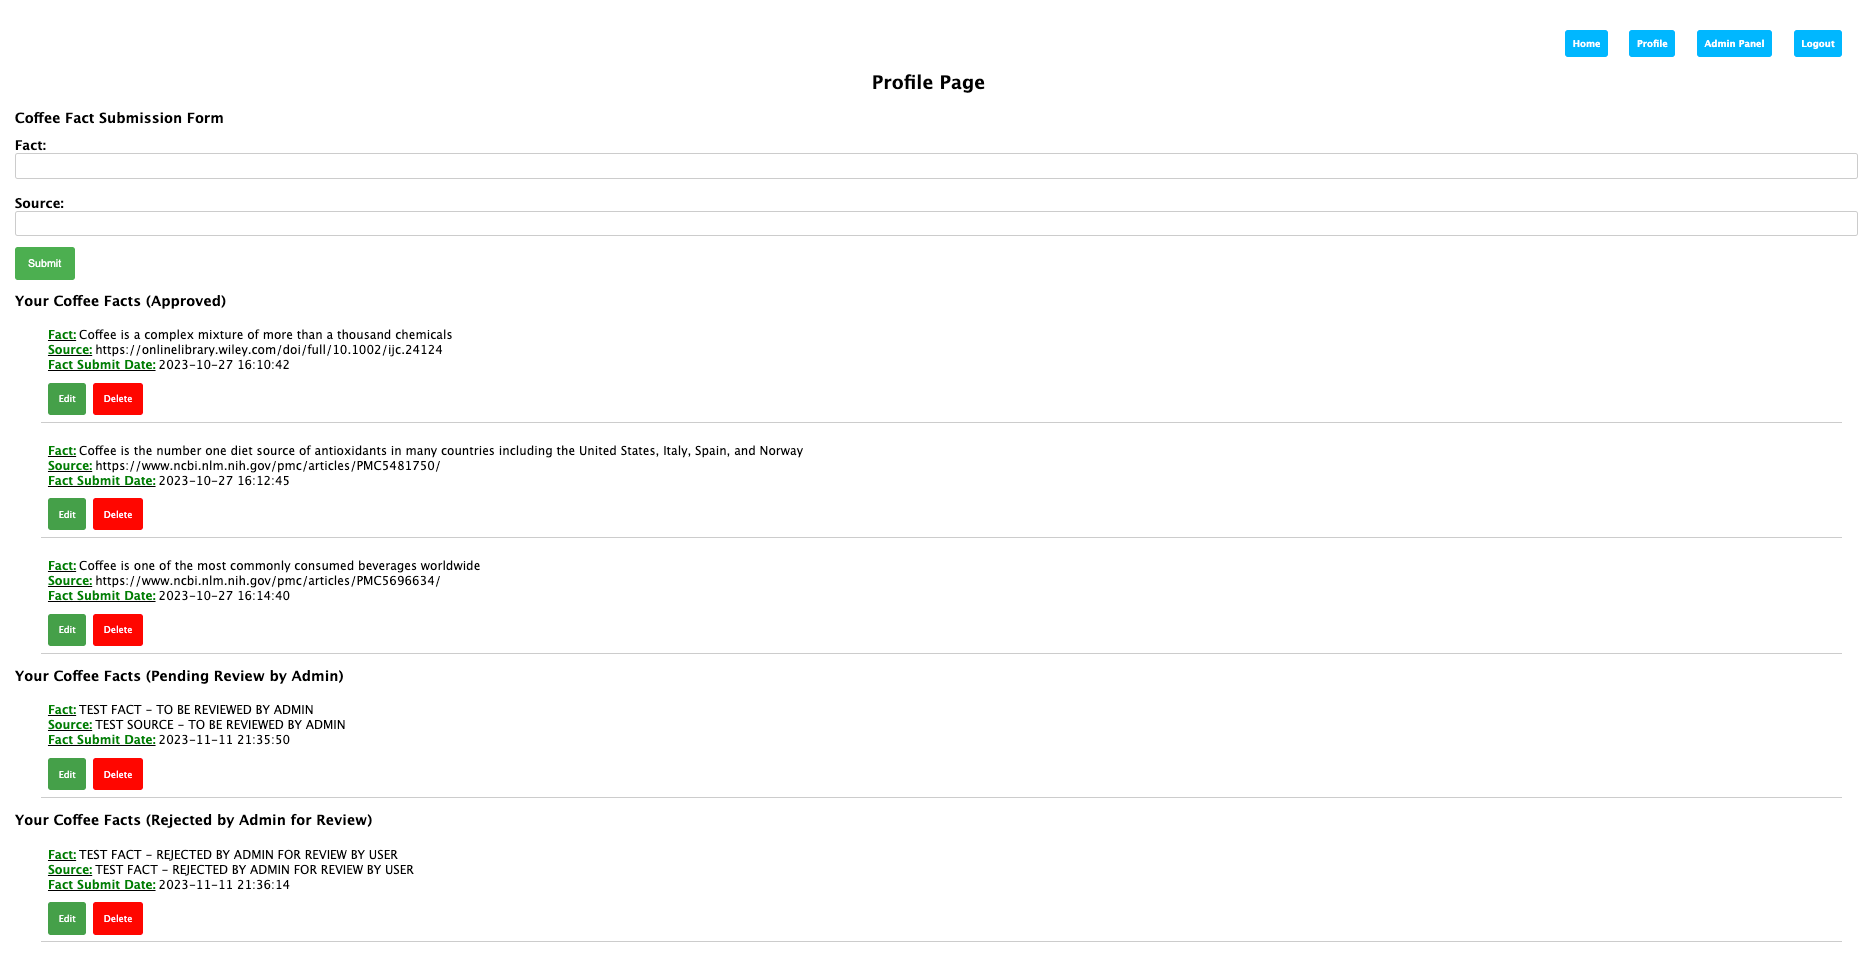 Home Profile Admin Panel Logout
Profile Page
Coffee Fact Submission Form
Fact:
Source:
Submit
Your Coffee Facts (Approved)
Fact: Coffee is a complex mixture of more than a thousand chemicals
Source: https://onlinelibrary.wiley.com/doi/full/10.1002/ijc.24124
Fact Submit Date: 2023-10-27 16:10:42
Edit Delete
Fact: Coffee is the number one diet source of antioxidants in many countries including the United States, Italy, Spain, and Norway
Source: https://www.ncbi.nlm.nih.gov/pmc/articles/PMC5481750/
Fact Submit Date: 2023-10-27 16:12:45
Edit Delete
Fact: Coffee is one of the most commonly consumed beverages worldwide
Source: https://www.ncbi.nlm.nih.gov/pmc/articles/PMC5696634/
Fact Submit Date: 2023-10-27 16:14:40
Edit Delete
Your Coffee Facts (Pending Review by Admin)
Fact: TEST FACT - TO BE REVIEWED BY ADMIN
Source: TEST SOURCE - TO BE REVIEWED BY ADMIN
Fact Submit Date: 2023-11-11 21:35:50
Edit Delete
Your Coffee Facts (Rejected by Admin for Review)
Fact: TEST FACT - REJECTED BY ADMIN FOR REVIEW BY USER
Source: TEST FACT - REJECTED BY ADMIN FOR REVIEW BY USER
Fact Submit Date: 2023-11-11 21:36:14
Edit Delete